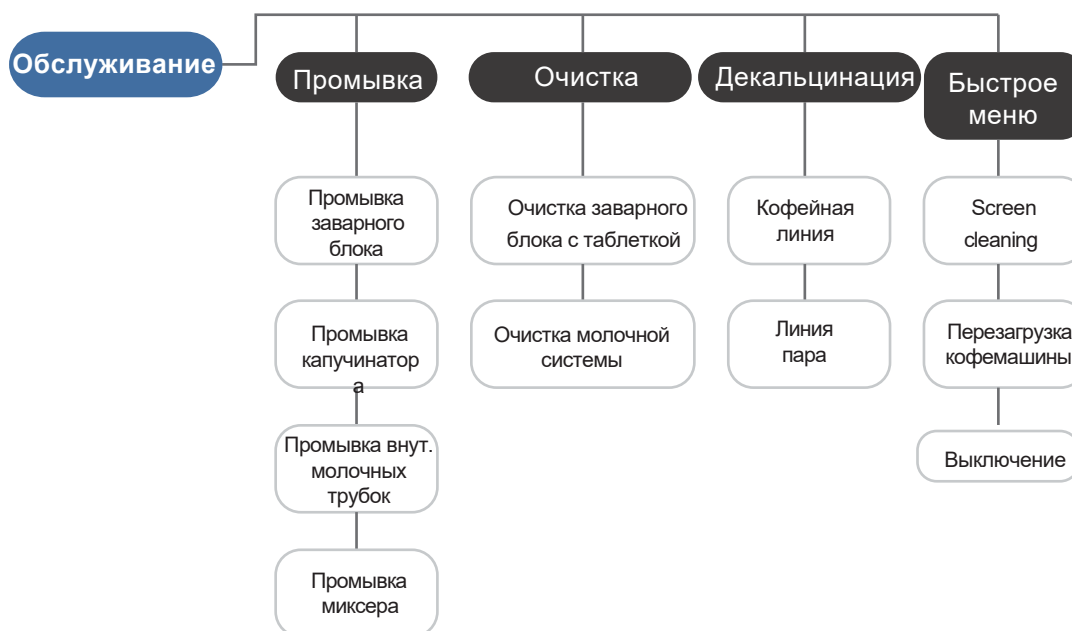 Обслуживание
Промывка
Очистка
Декальцинация
Быстрое
меню
Промывка
заварного
блока
Очистка заварного
блока с таблеткой
Кофейная
линия
Screen
cleaning
Промывка
капучинатор
а
Очистка молочной
системы
Линия
пара
Перезагрузка
кофемашины
Промывка внут.
молочных
трубок
Выключение
Промывка
миксера